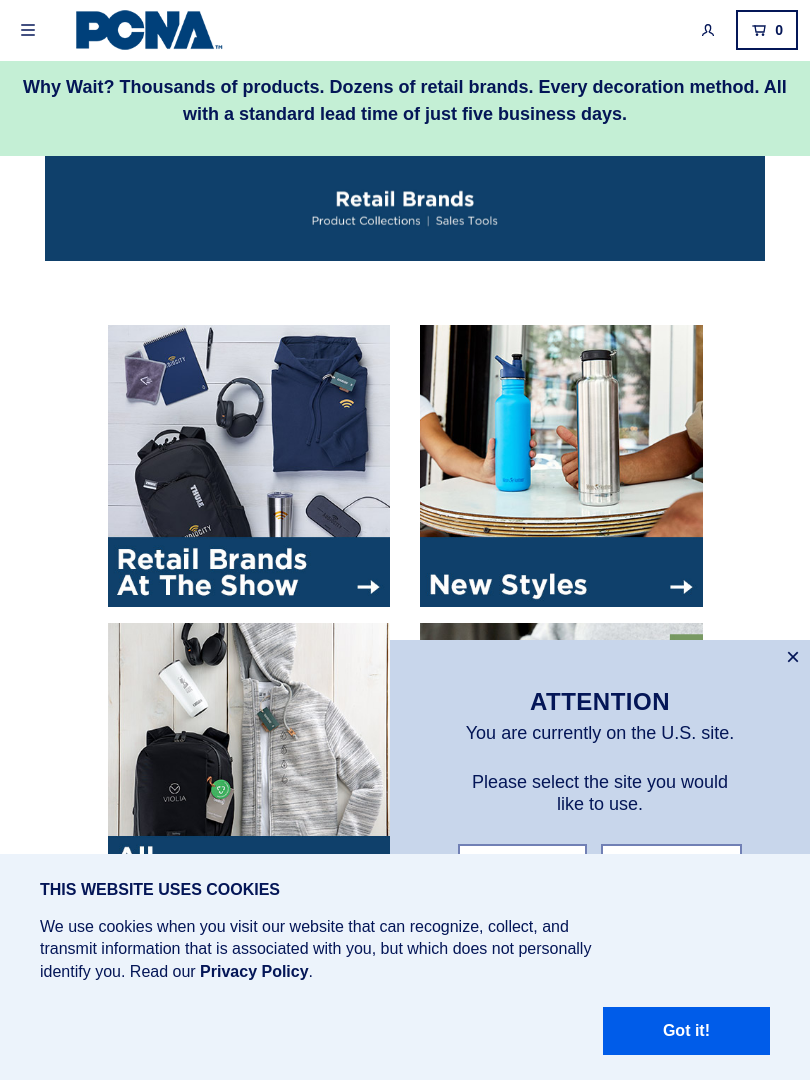 PCNA™
0
Why Wait? Thousands of products. Dozens of retail brands. Every decoration method. All
with a standard lead time of just five business days.
Retail Brands
Product Collections | Sales Tools
THULE
Retail Brands
At The Show
New Styles
VIOLIA
All
ATTENTION
You are currently on the U.S. site.
Please select the site you would
like to use.
THIS WEBSITE USES COOKIES
We use cookies when you visit our website that can recognize, collect, and
transmit information that is associated with you, but which does not personally
identify you. Read our Privacy Policy.
Got it!